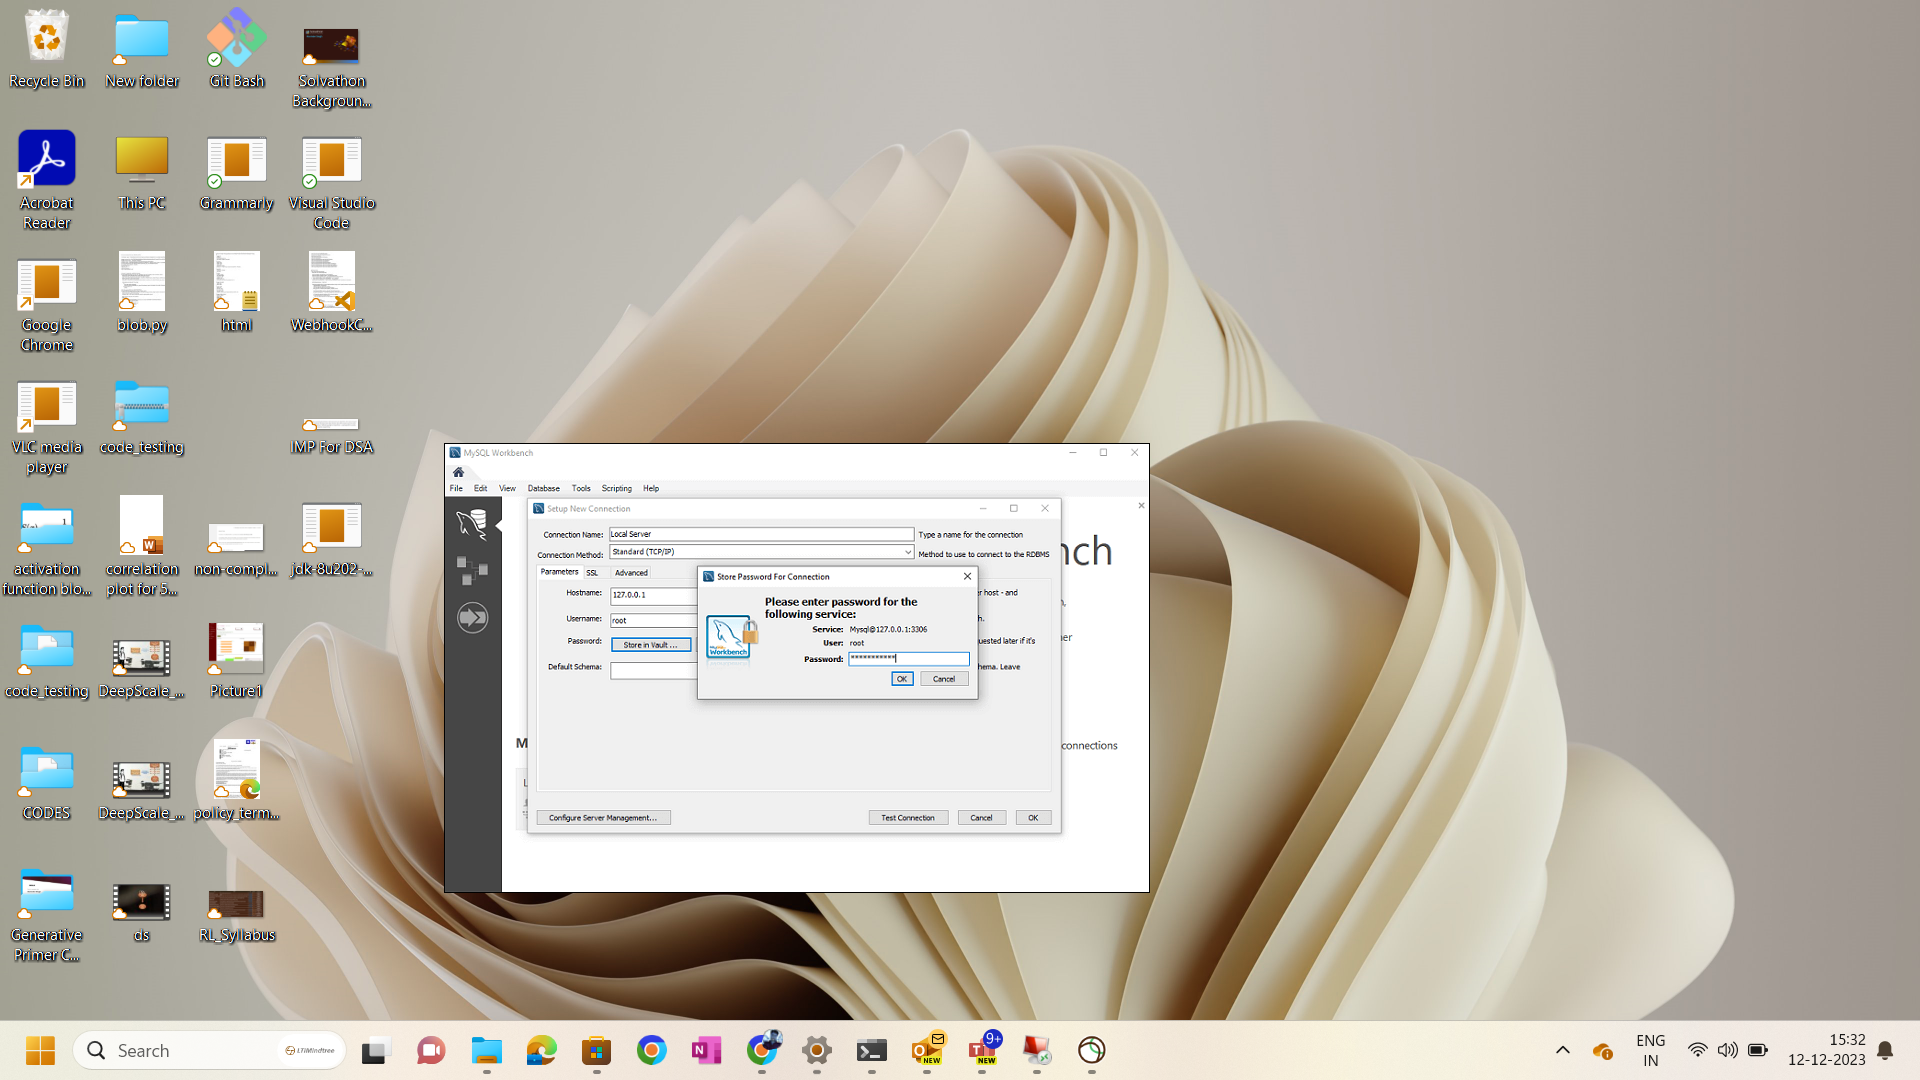 Recycle Bin
New folder
Git Bash
Solvathon
Backgroun...
Acrobat
Reader
This PC
Grammarly
Visual Studio
Code
Google
Chrome
blob.py
html
WebhookC...
VLC media
player
code_testing
IMP For DSA
activation
function blo...
correlation
plot for 5...
non-compl...
jdk-8u202-...
code_testing
DeepScale_...
Picture1
CODES
DeepScale_...
policy_term...
Generative
Primer C...
ds
RL_Syllabus
MySQL Workbench
File Edit View Database Tools Scripting Help
Setup New Connection
Connection Name: Local Server Type a name for the connection
Connection Method: Standard (TCP/IP) Method to use to connect to the RDBMS
nch
Parameters SSL Advanced
Hostname: 127.0.0.1 host - and
Username: root
Password: Store in Vault ... uested later if it's
Default Schema: hema. Leave
Store Password For Connection
Please enter password for the
following service:
Service: Mysql@127.0.0.1:3306
User: root
Password: ***********
OK Cancel
Workbench
M
connections
L
Configure Server Management... Test Connection Cancel OK
Search
LTIMindtree
NEW
9+
NEW
ENG
IN
15:32
12-12-2023